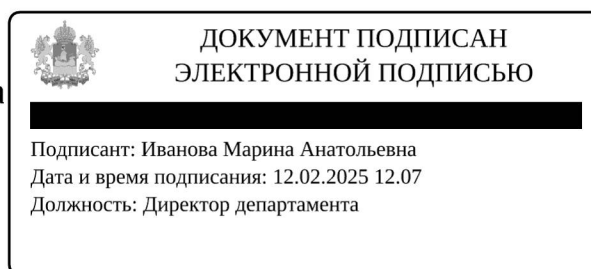 ДОКУМЕНТ ПОДПИСАН
ЭЛЕКТРОННОЙ ПОДПИСЬЮ
Подписант: Иванова Марина Анатольевна
Дата и время подписания: 12.02.2025 12.07
Должность: Директор департамента